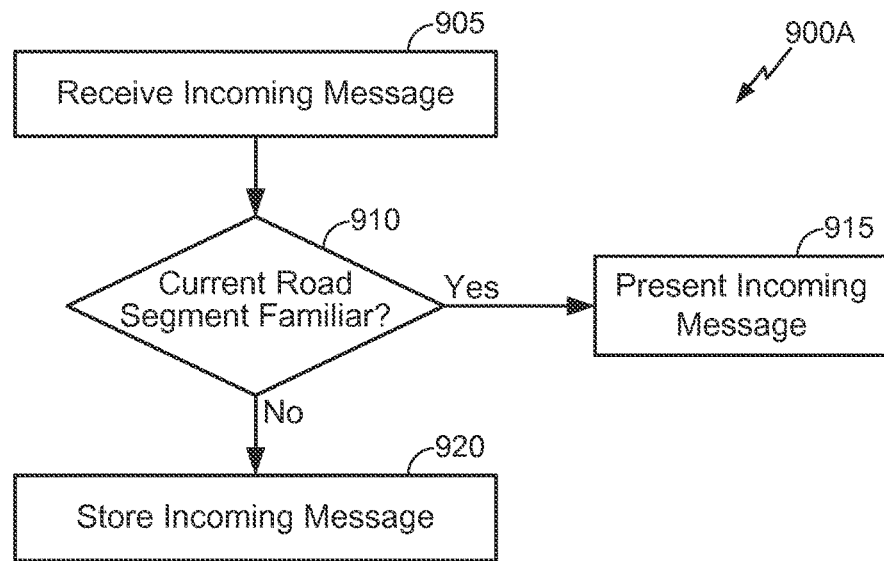 905
900A
Receive Incoming Message
910
Current Road
Segment Familiar?
Yes
915
Present Incoming
Message
No
920
Store Incoming Message